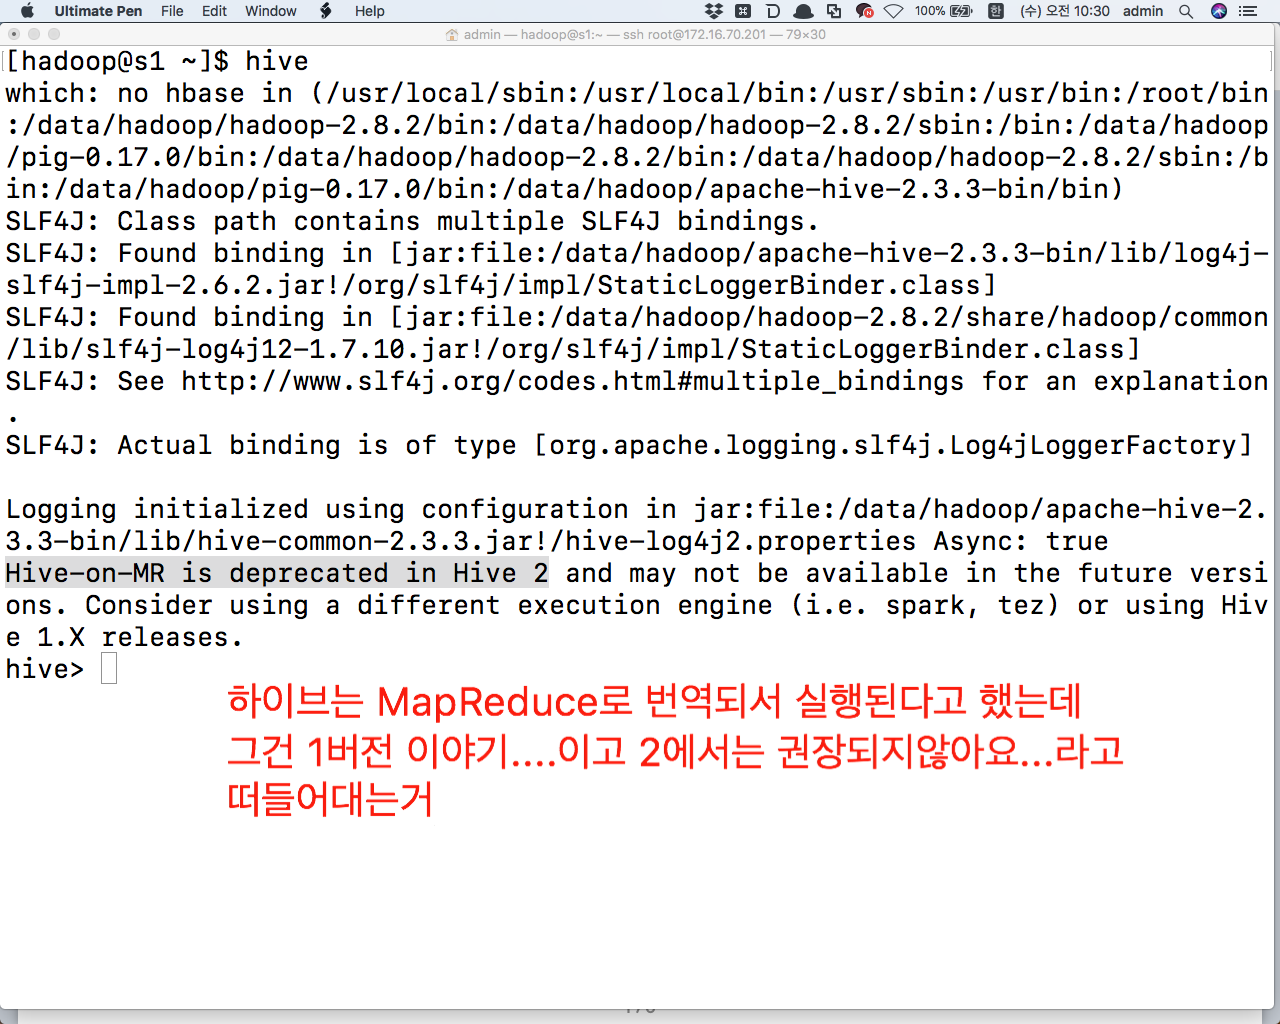 Ultimate Pen File Edit Window Help 100% 한 (수) 오전 10:30 admin
admin — hadoop@s1:~ — ssh root@172.16.70.201 — 79×30
[hadoop@s1 ~]$ hive
which: no hbase in (/usr/local/sbin:/usr/local/bin:/usr/sbin:/usr/bin:/root/bin
:/data/hadoop/hadoop-2.8.2/bin:/data/hadoop/hadoop-2.8.2/sbin:/bin:/data/hadoop
/pig-0.17.0/bin:/data/hadoop/hadoop-2.8.2/bin:/data/hadoop/hadoop-2.8.2/sbin:/b
in:/data/hadoop/pig-0.17.0/bin:/data/hadoop/apache-hive-2.3.3-bin/bin)
SLF4J: Class path contains multiple SLF4J bindings.
SLF4J: Found binding in [jar:file:/data/hadoop/apache-hive-2.3.3-bin/lib/log4j-
slf4j-impl-2.6.2.jar!/org/slf4j/impl/StaticLoggerBinder.class]
SLF4J: Found binding in [jar:file:/data/hadoop/hadoop-2.8.2/share/hadoop/common
/lib/slf4j-log4j12-1.7.10.jar!/org/slf4j/impl/StaticLoggerBinder.class]
SLF4J: See http://www.slf4j.org/codes.html#multiple_bindings for an explanation
.
SLF4J: Actual binding is of type [org.apache.logging.slf4j.Log4jLoggerFactory]
Logging initialized using configuration in jar:file:/data/hadoop/apache-hive-2.
3.3-bin/lib/hive-common-2.3.3.jar!/hive-log4j2.properties Async: true
Hive-on-MR is deprecated in Hive 2 and may not be available in the future versi
ons. Consider using a different execution engine (i.e. spark, tez) or using Hiv
e 1.X releases.
hive>
하이브는 MapReduce로 번역되서 실행된다고 했는데
그건 1버전 이야기....이고 2에서는 권장되지않아요...라고
떠들어대는거